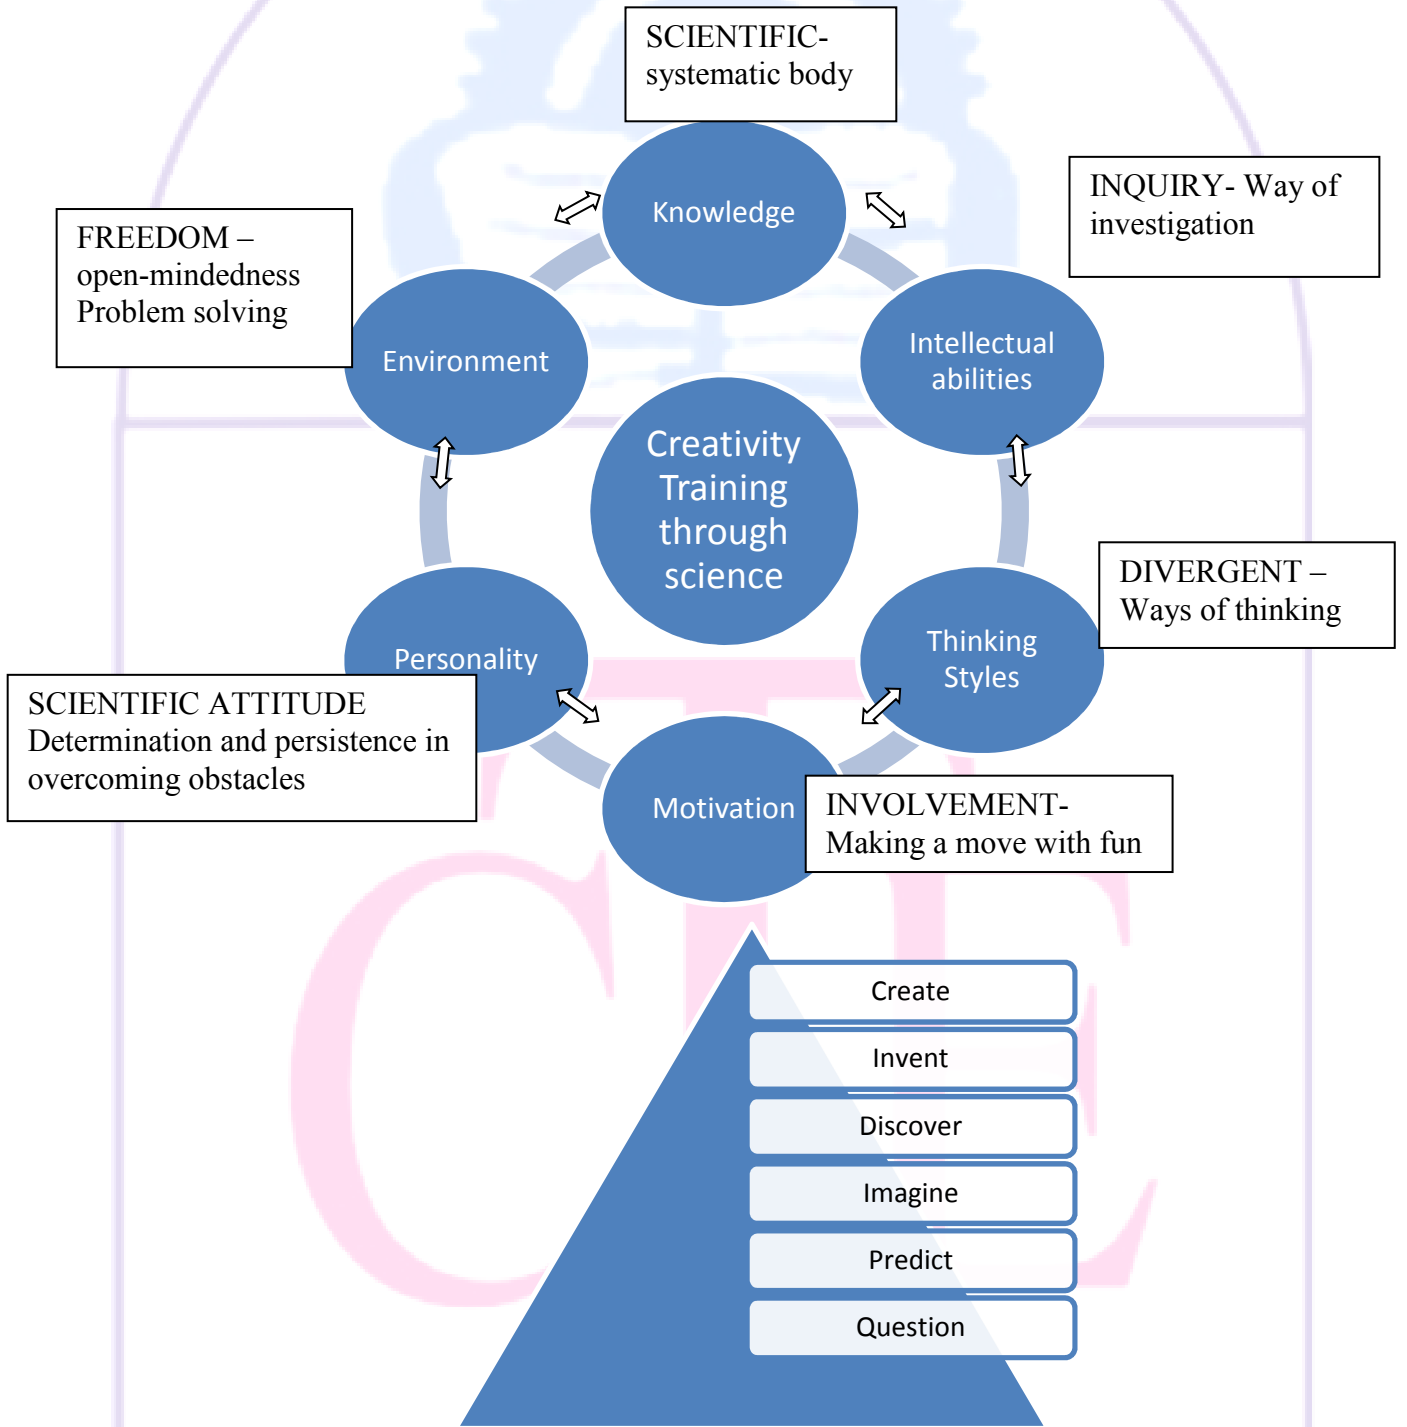 SCIENTIFIC-
systematic body
Knowledge
INQUIRY- Way of
investigation
FREEDOM –
open-mindedness
Problem solving
Environment
Intellectual
abilities
Creativity
Training
through
science
DIVERGENT –
Ways of thinking
Thinking
Styles
Personality
SCIENTIFIC ATTITUDE
Determination and persistence in
overcoming obstacles
Motivation
INVOLVEMENT-
Making a move with fun
CTE
Create
Invent
Discover
Imagine
Predict
Question